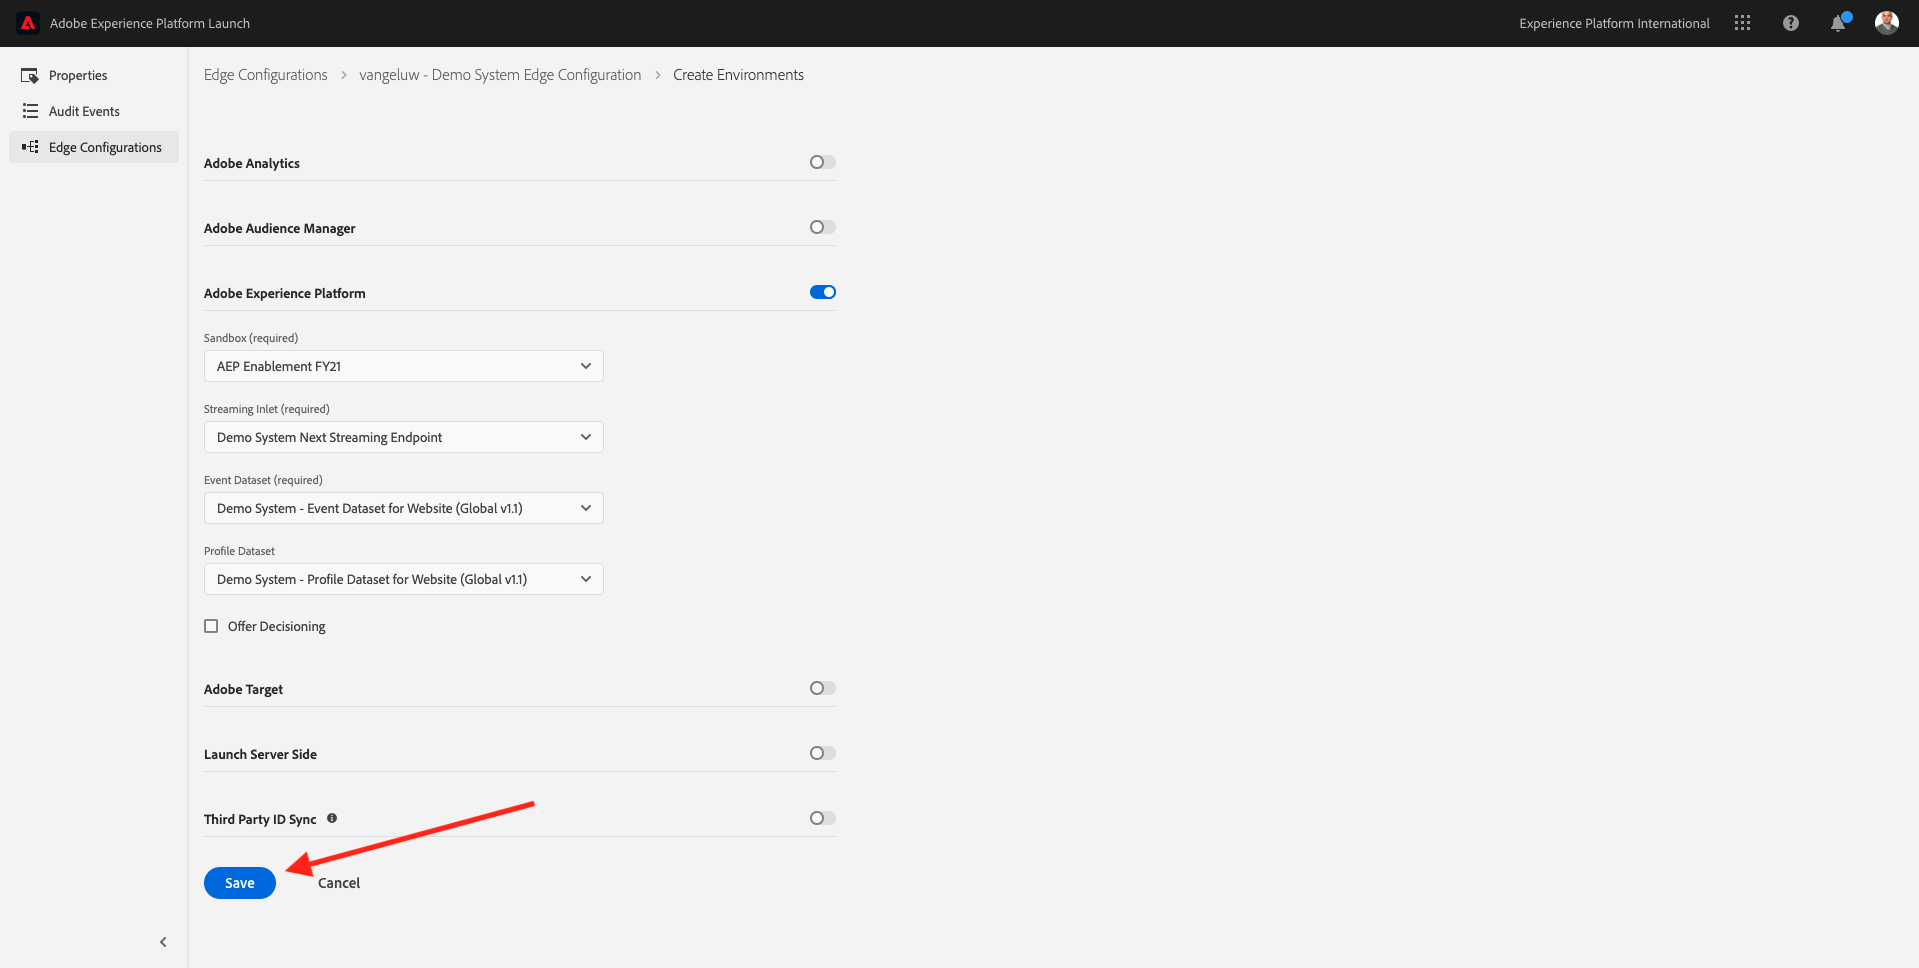 Adobe Experience Platform Launch
Experience Platform International
Properties
Audit Events
Edge Configurations
Edge Configurations > vangeluw - Demo System Edge Configuration > Create Environments
Adobe Analytics
Adobe Audience Manager
Adobe Experience Platform
Sandbox (required)
AEP Enablement FY21
Streaming Inlet (required)
Demo System Next Streaming Endpoint
Event Dataset (required)
Demo System - Event Dataset for Website (Global v1.1)
Profile Dataset
Demo System - Profile Dataset for Website (Global v1.1)
Offer Decisioning
Adobe Target
Launch Server Side
Third Party ID Sync
Save
Cancel